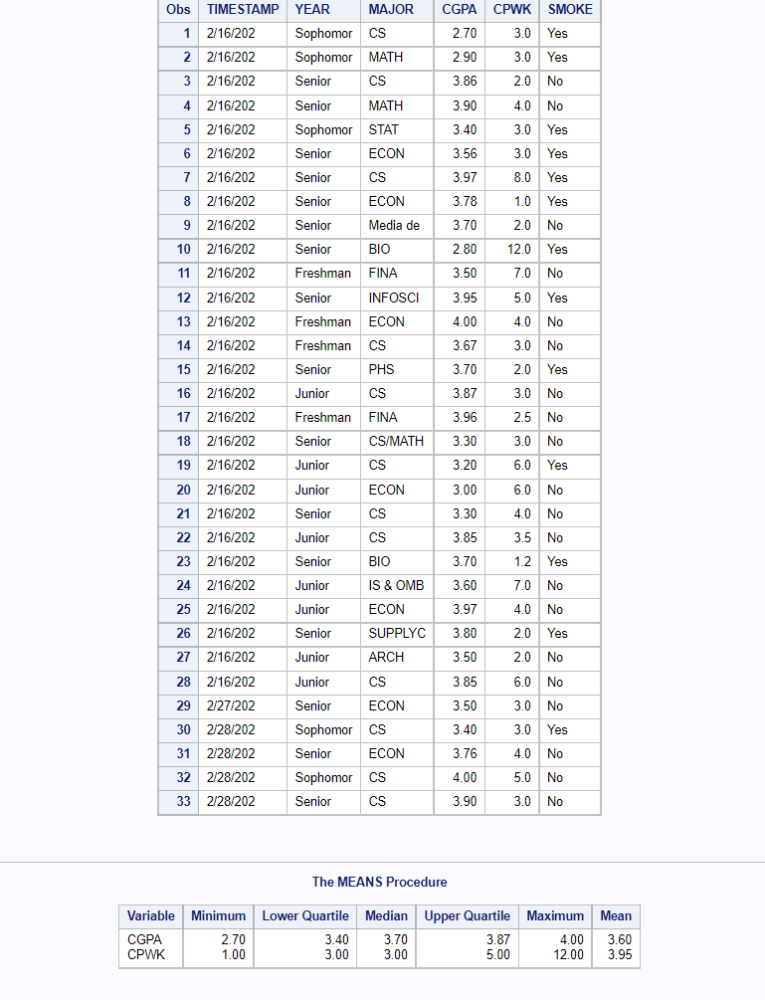 Obs TIMESTAMP YEAR MAJOR CGPA CPWK SMOKE
1 2/16/202 Sophomor CS 2.70 3.0 Yes
2 2/16/202 Sophomor MATH 2.90 3.0 Yes
3 2/16/202 Senior CS 3.86 2.0 No
4 2/16/202 Senior MATH 3.90 4.0 No
5 2/16/202 Sophomor STAT 3.40 3.0 Yes
6 2/16/202 Senior ECON 3.56 3.0 Yes
7 2/16/202 Senior CS 3.97 8.0 Yes
8 2/16/202 Senior ECON 3.78 1.0 Yes
9 2/16/202 Senior Media de 3.70 2.0 No
10 2/16/202 Senior BIO 2.80 12.0 Yes
11 2/16/202 Freshman FINA 3.50 7.0 No
12 2/16/202 Senior INFOSCI 3.95 5.0 Yes
13 2/16/202 Freshman ECON 4.00 4.0 No
14 2/16/202 Freshman CS 3.67 3.0 No
15 2/16/202 Senior PHS 3.70 2.0 Yes
16 2/16/202 Junior CS 3.87 3.0 No
17 2/16/202 Freshman FINA 3.96 2.5 No
18 2/16/202 Senior CS/MATH 3.30 3.0 No
19 2/16/202 Junior CS 3.20 6.0 Yes
20 2/16/202 Junior ECON 3.00 6.0 No
21 2/16/202 Senior CS 3.30 4.0 No
22 2/16/202 Junior CS 3.85 3.5 No
23 2/16/202 Senior BIO 3.70 1.2 Yes
24 2/16/202 Junior IS & OMB 3.60 7.0 No
25 2/16/202 Junior ECON 3.97 4.0 No
26 2/16/202 Senior SUPPLYC 3.80 2.0 Yes
27 2/16/202 Junior ARCH 3.50 2.0 No
28 2/16/202 Junior CS 3.85 6.0 No
29 2/27/202 Senior ECON 3.50 3.0 No
30 2/28/202 Sophomor CS 3.40 3.0 Yes
31 2/28/202 Senior ECON 3.76 4.0 No
32 2/28/202 Sophomor CS 4.00 5.0 No
33 2/28/202 Senior CS 3.90 3.0 No
The MEANS Procedure
Variable Minimum Lower Quartile Median Upper Quartile Maximum Mean
CGPA 2.70 3.40 3.70 3.87 4.00 3.60
CPWK 1.00 3.00 3.00 5.00 12.00 3.95